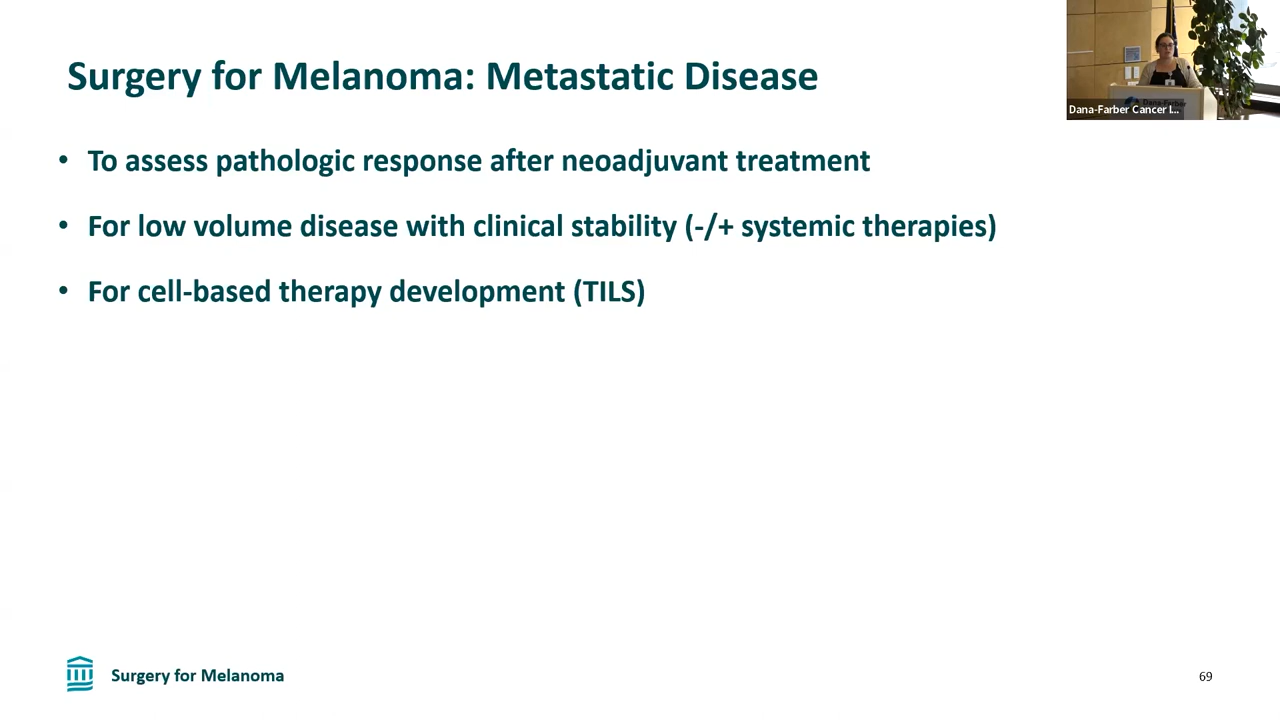 Surgery for Melanoma: Metastatic Disease
Dana-Farber Cancer I...
• To assess pathologic response after neoadjuvant treatment
• For low volume disease with clinical stability (-/+ systemic therapies)
• For cell-based therapy development (TILS)
Surgery for Melanoma
69